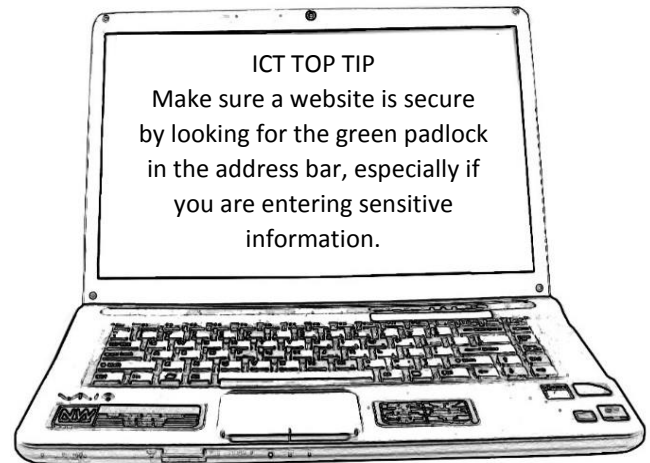 ICT TOP TIP
Make sure a website is secure
by looking for the green padlock
in the address bar, especially if
you are entering sensitive
information.